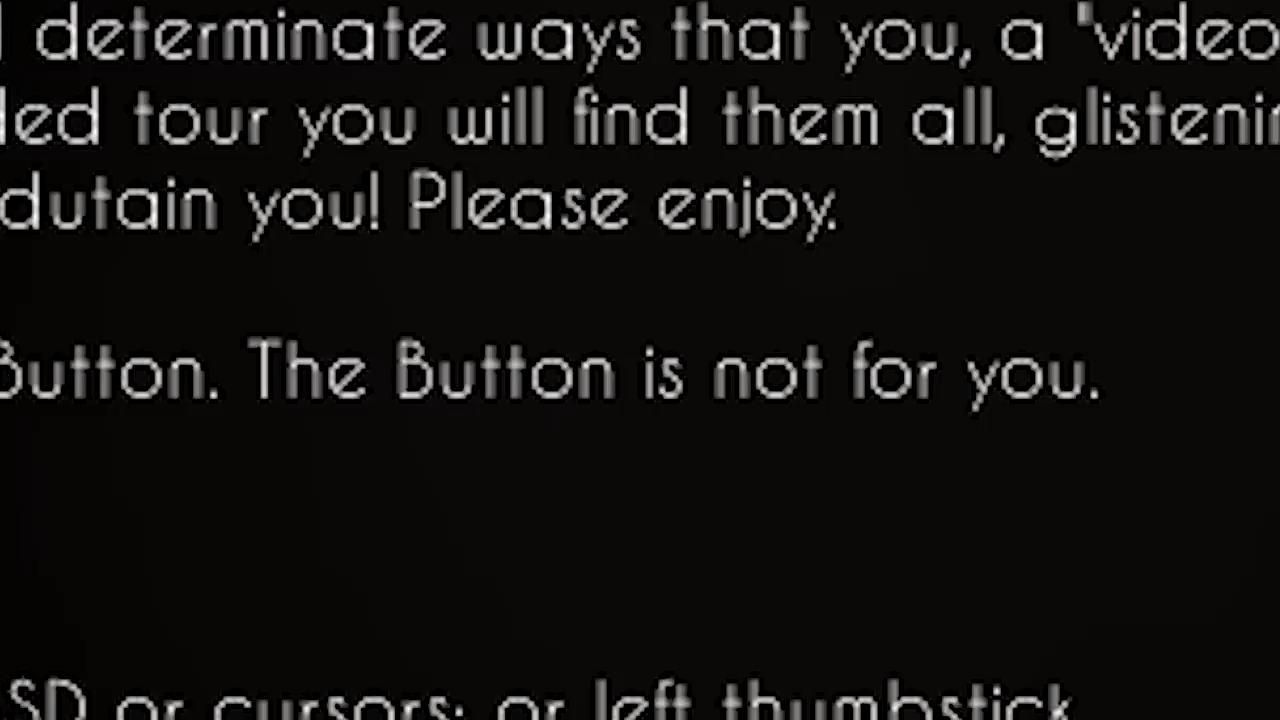 determinate ways that you, a "video
led tour you will find them all, glistenin
dutain you! Please enjoy.
Button. The Button is not for you.
SD or cursors; or left thumbstick